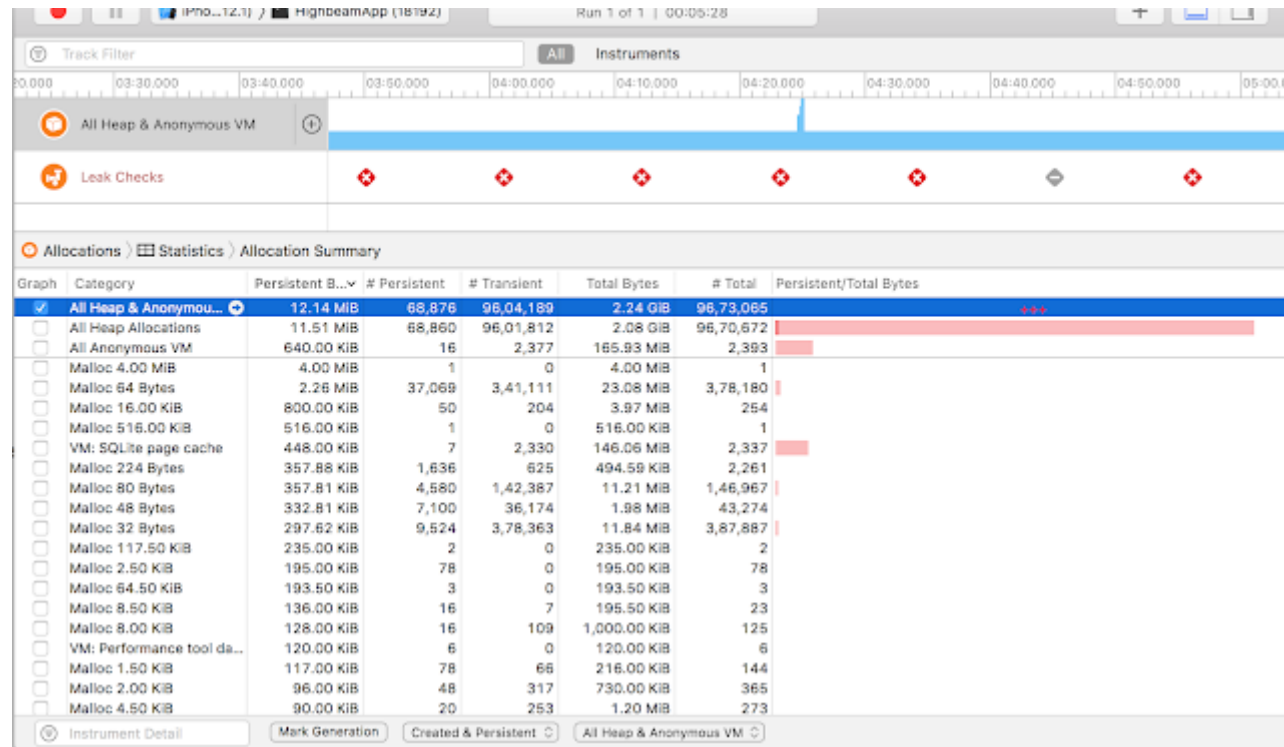 iPho...12.1) 〉 HighbeamApp (18192) Run 1 of 1 | 00:05:28
Track Filter All Instruments
20.000 03:30.000 03:40.000 03:50.000 04:00.000 04:10.000 04:20.000 04:30.000 04:40.000 04:50.000 05:00.
All Heap & Anonymous VM
Leak Checks
Allocations 〉 Statistics 〉 Allocation Summary
Graph Category Persistent B... # Persistent # Transient Total Bytes # Total Persistent/Total Bytes
All Heap & Anonymou... 12.14 MiB 68,876 96,04,189 2.24 GiB 96,73,065
All Heap Allocations 11.51 MiB 68,860 96,01,812 2.08 GiB 96,70,672
All Anonymous VM 640.00 KiB 16 2,377 165.93 MiB 2,393
Malloc 4.00 MiB 4.00 MiB 1 0 4.00 MiB 1
Malloc 64 Bytes 2.26 MiB 37,069 3,41,111 23.08 MiB 3,78,180
Malloc 16.00 KiB 800.00 KiB 50 204 3.97 MiB 254
Malloc 516.00 KiB 516.00 KiB 1 0 516.00 KiB 1
VM: SQLite page cache 448.00 KiB 7 2,330 146.06 MiB 2,337
Malloc 224 Bytes 357.88 KiB 1,636 625 494.59 KiB 2,261
Malloc 80 Bytes 357.81 KiB 4,580 1,42,387 11.21 MiB 1,46,967
Malloc 48 Bytes 332.81 KiB 7,100 36,174 1.98 MiB 43,274
Malloc 32 Bytes 297.62 KiB 9,524 3,78,363 11.84 MiB 3,87,887
Malloc 117.50 KiB 235.00 KiB 2 0 235.00 KiB 2
Malloc 2.50 KiB 195.00 KiB 78 0 195.00 KiB 78
Malloc 64.50 KiB 193.50 KiB 3 0 193.50 KiB 3
Malloc 8.50 KiB 136.00 KiB 16 7 195.50 KiB 23
Malloc 8.00 KiB 128.00 KiB 16 109 1,000.00 KiB 125
VM: Performance tool da... 120.00 KiB 6 0 120.00 KiB 6
Malloc 1.50 KiB 117.00 KiB 78 66 216.00 KiB 144
Malloc 2.00 KiB 96.00 KiB 48 317 730.00 KiB 365
Malloc 4.50 KiB 90.00 KiB 20 253 1.20 MiB 273
Instrument Detail Mark Generation Created & Persistent All Heap & Anonymous VM